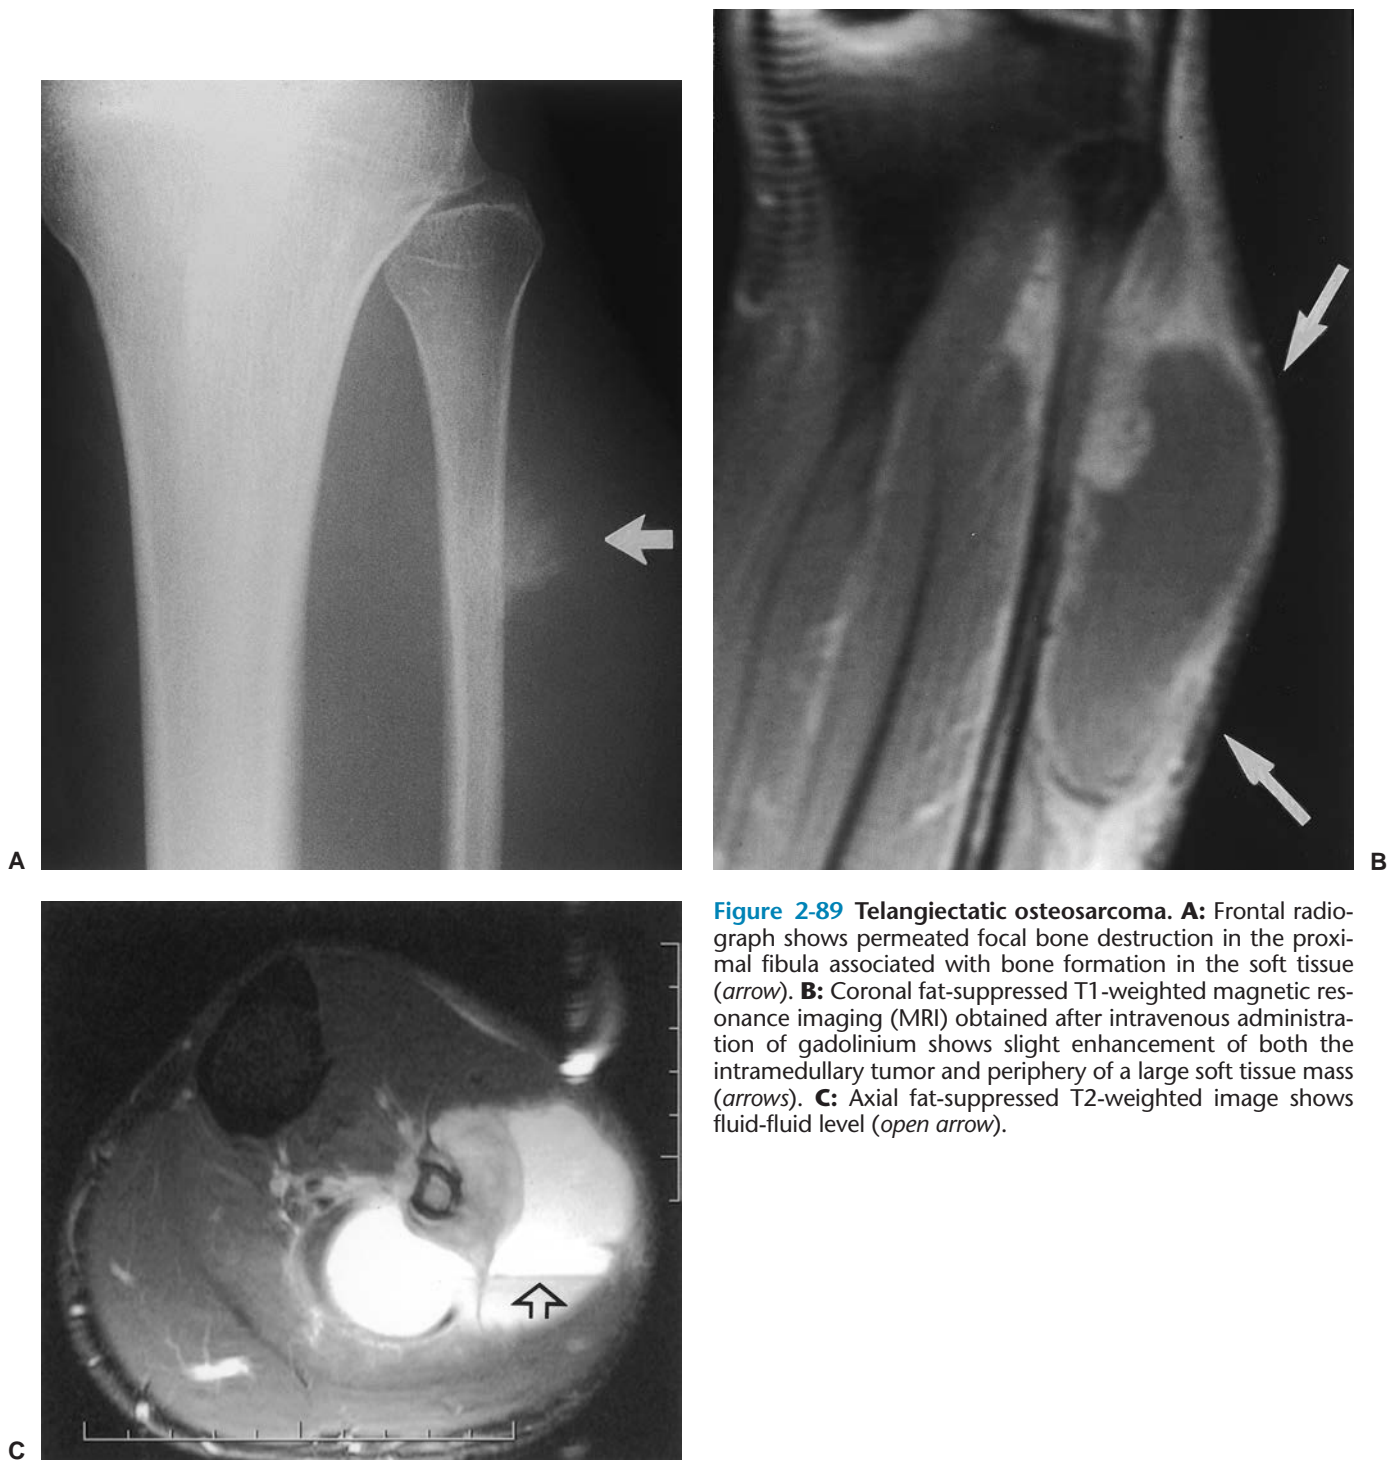 A
B
Figure 2-89 Telangiectatic osteosarcoma. A: Frontal radio-
graph shows permeated focal bone destruction in the proxi-
mal fibula associated with bone formation in the soft tissue
(arrow). B: Coronal fat-suppressed T1-weighted magnetic res-
onance imaging (MRI) obtained after intravenous administra-
tion of gadolinium shows slight enhancement of both the
intramedullary tumor and periphery of a large soft tissue mass
(arrows). C: Axial fat-suppressed T2-weighted image shows
fluid-fluid level (open arrow).
C